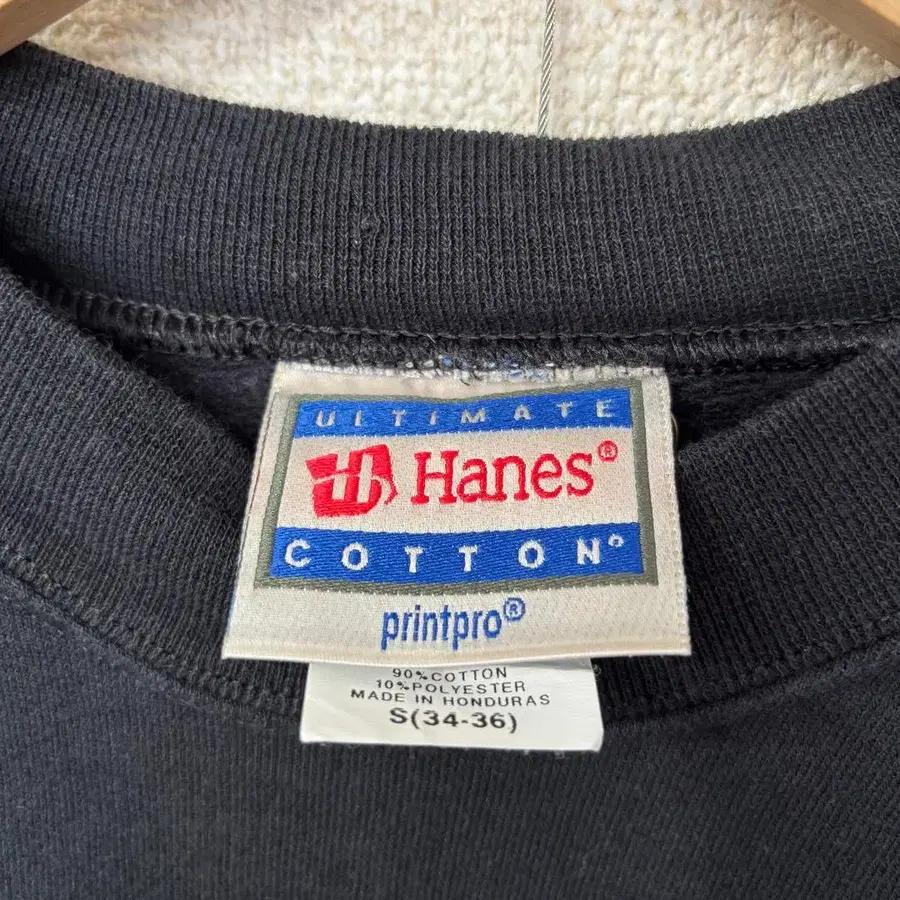 ULTIMATE
Hanes®
COTTON®
printpro®
90% COTTON
10% POLYESTER
MADE IN HONDURAS
S(34-36)